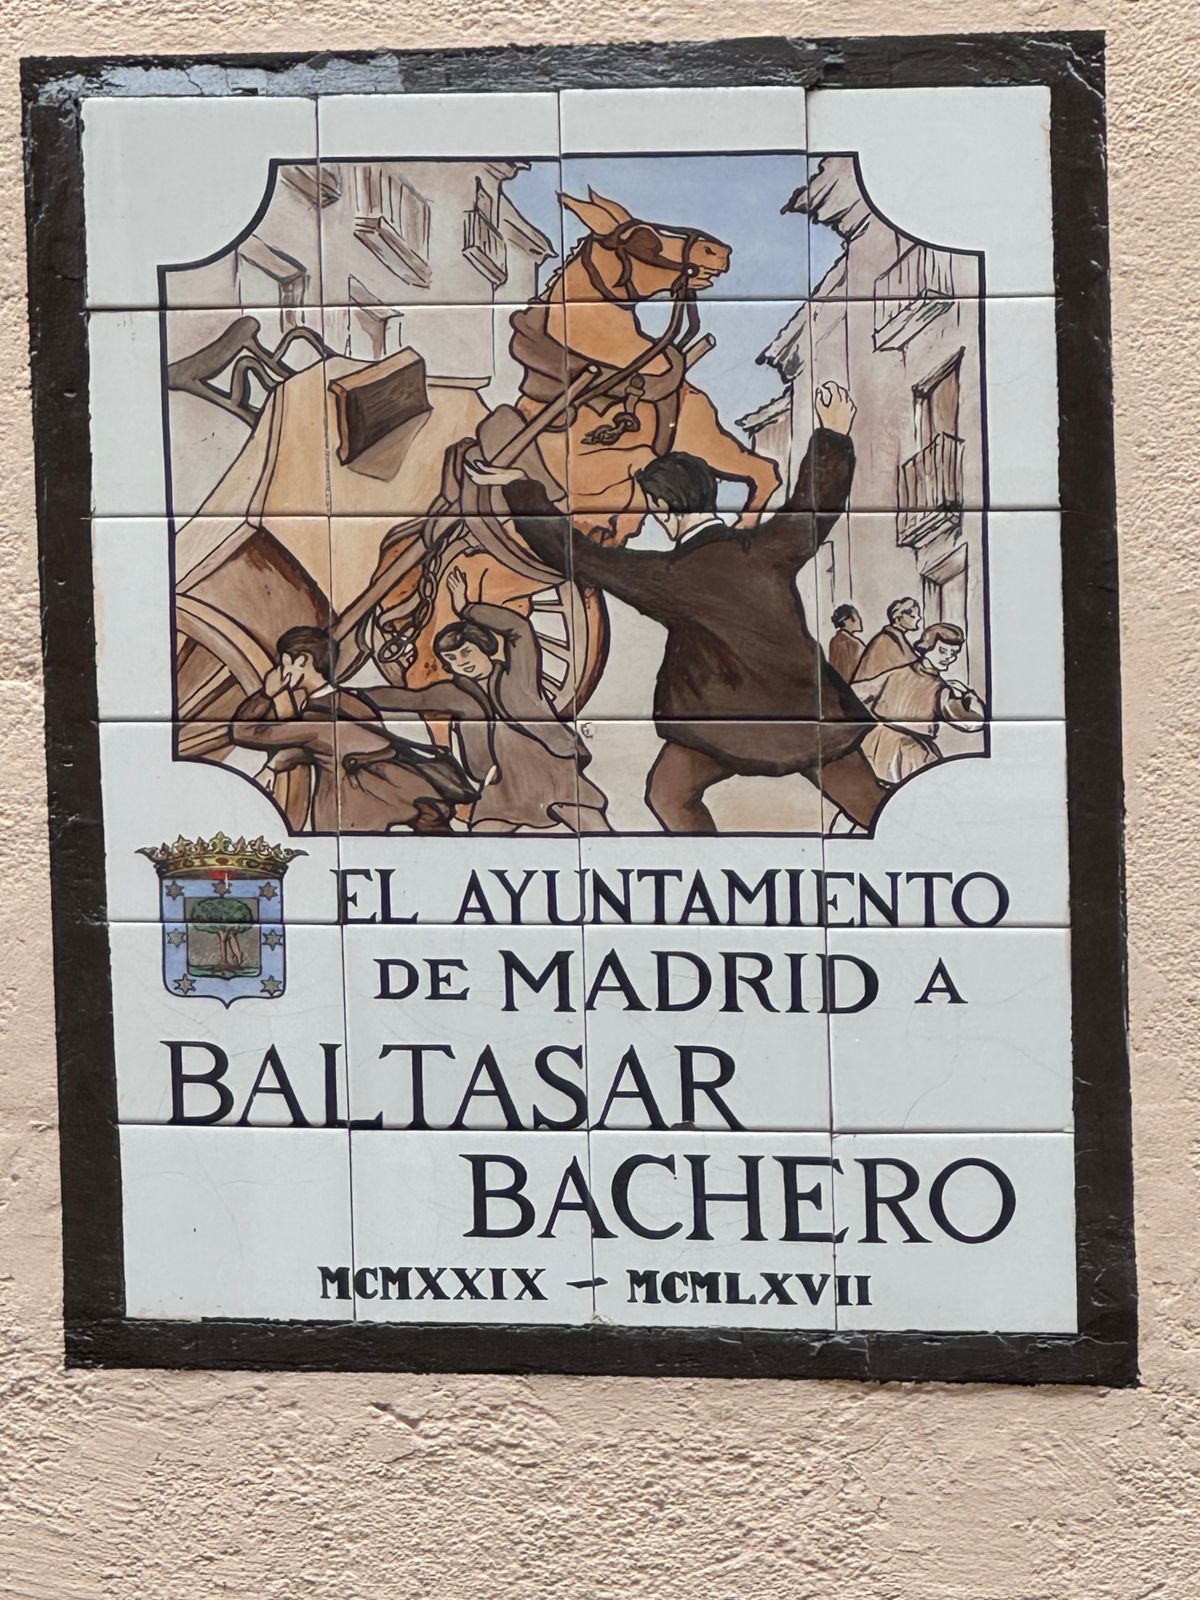 EL AYUNTAMIENTO
DE MADRID A
BALTASAR
BACHERO
MCMXXIX - MCMLXVII